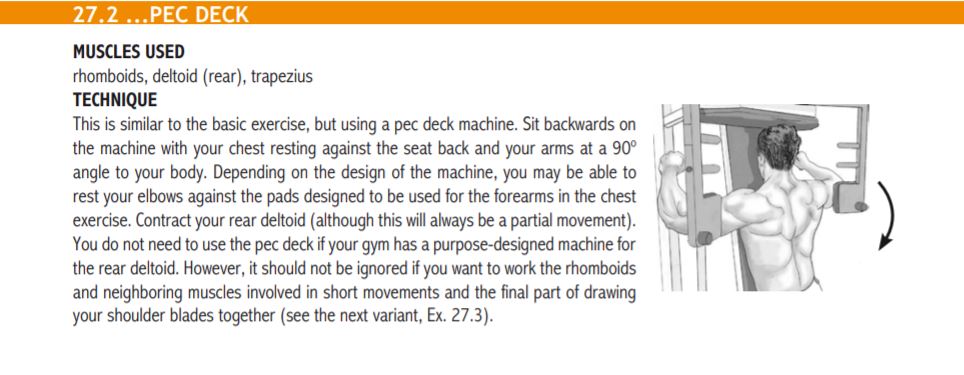 27.2 ...PEC DECK
MUSCLES USED
rhomboids, deltoid (rear), trapezius
TECHNIQUE
This is similar to the basic exercise, but using a pec deck machine. Sit backwards on
the machine with your chest resting against the seat back and your arms at a 90º
angle to your body. Depending on the design of the machine, you may be able to
rest your elbows against the pads designed to be used for the forearms in the chest
exercise. Contract your rear deltoid (although this will always be a partial movement).
You do not need to use the pec deck if your gym has a purpose-designed machine for
the rear deltoid. However, it should not be ignored if you want to work the rhomboids
and neighboring muscles involved in short movements and the final part of drawing
your shoulder blades together (see the next variant, Ex. 27.3).